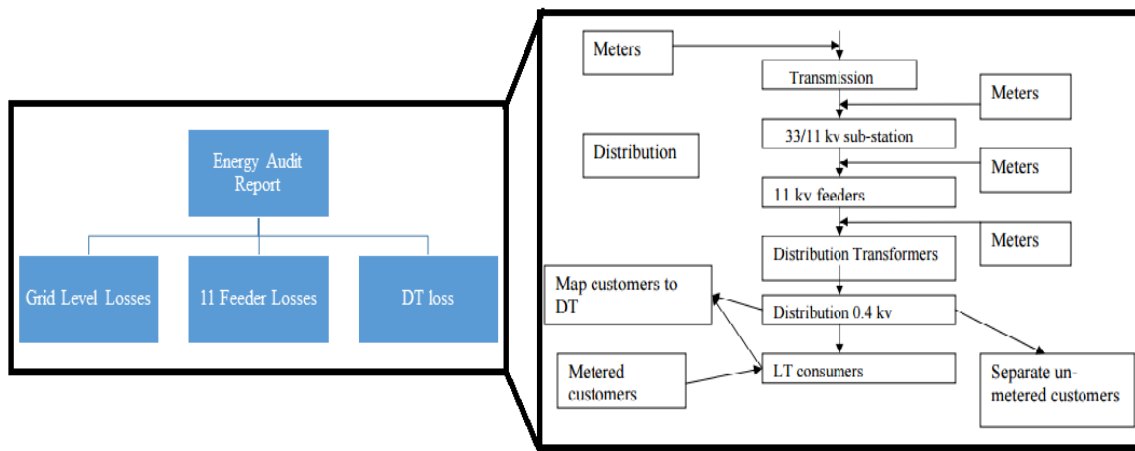 Energy Audit
Report
Grid Level Losses
11 Feeder Losses
DT loss
Meters
Transmission
Meters
33/11 kv sub-station
Distribution
Meters
11 kv feeders
Meters
Distribution Transformers
Map customers to
DT
Distribution 0.4 kv
LT consumers
Metered
customers
Separate un-
metered customers